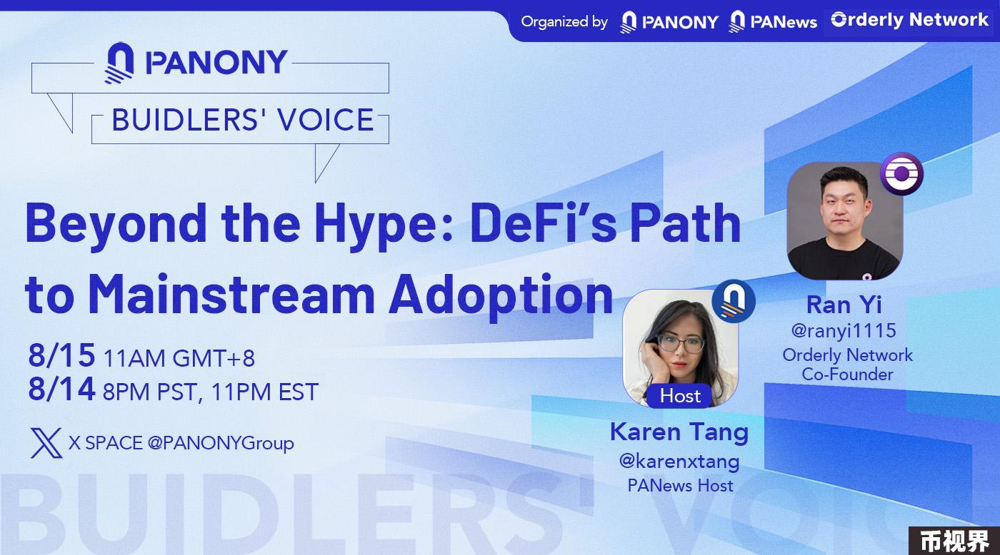 Organized by PANONY PANews Orderly Network
PANONY
BUIDLERS' VOICE
Beyond the Hype: DeFi’s Path
to Mainstream Adoption
8/15 11AM GMT+8
8/14 8PM PST, 11PM EST
X SPACE @PANONYGroup
Host
Karen Tang
@karenxtang
PANews Host
Ran Yi
@ranyi1115
Orderly Network
Co-Founder
BUIDLERS' VOIC
币视界